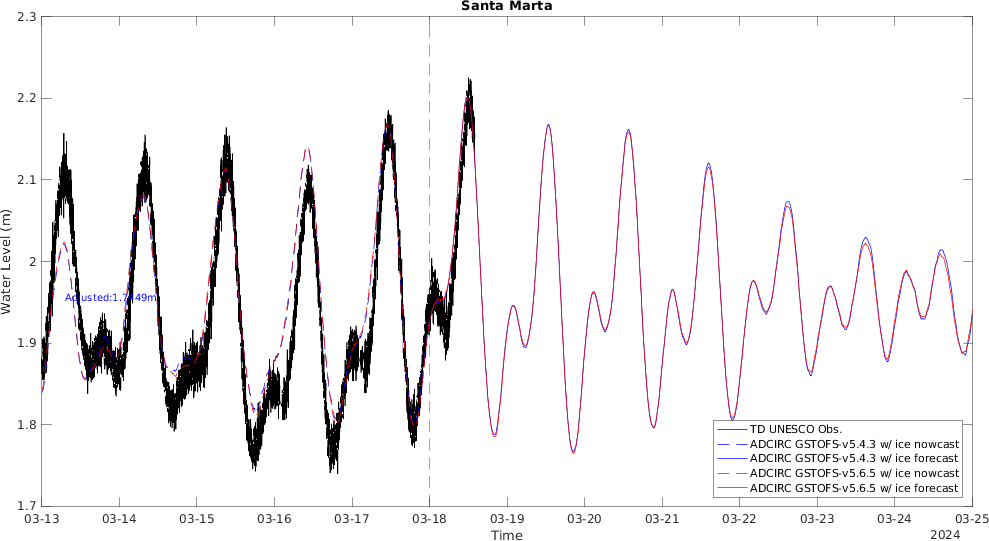 Santa Marta
2.3
2.2
2.1
2
1.9
1.8
1.7
Water Level (m)
TD UNESCO Obs.
ADCIRC GSTOFS-v5.4.3 w/ ice nowcast
ADCIRC GSTOFS-v5.4.3 w/ ice forecast
ADCIRC GSTOFS-v5.6.5 w/ ice nowcast
ADCIRC GSTOFS-v5.6.5 w/ ice forecast
03-13 03-14 03-15 03-16 03-17 03-18 03-19 03-20 03-21 03-22 03-23 03-24 03-25
Time
2024